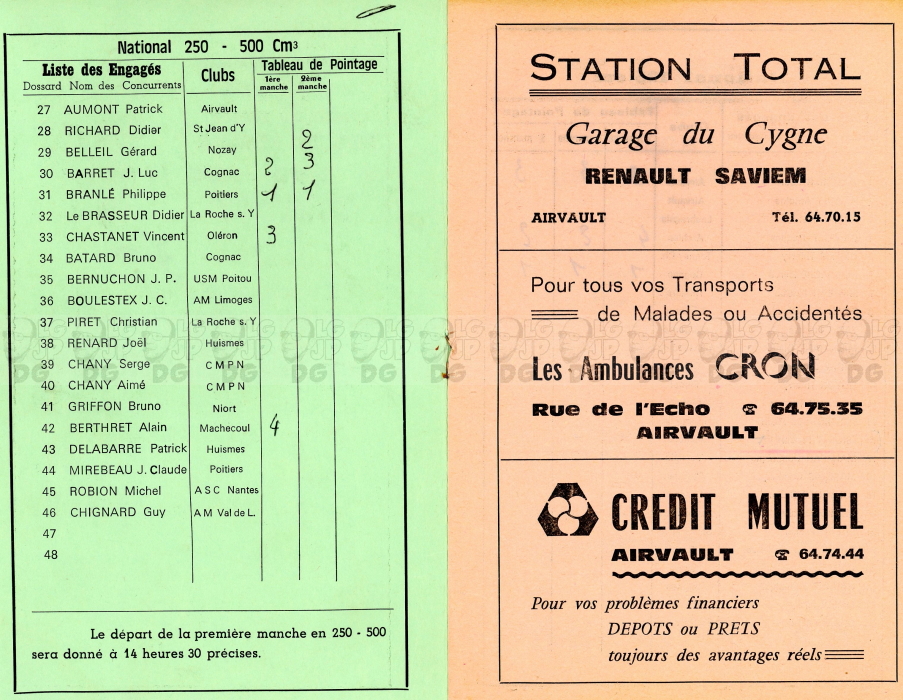 National 250 - 500 Cm3
Liste des Engagés Clubs Tableau de Pointage
Dossard Nom des Concurrents 1ère manche 2ème manche
27 AUMONT Patrick Airvault
28 RICHARD Didier St Jean d'Y
29 BELLEIL Gérard Nozay 2
30 BARRET J. Luc Cognac 2 3
31 BRANLÉ Philippe Poitiers 1 1
32 Le BRASSEUR Didier La Roche s. Y
33 CHASTANET Vincent Oléron 3
34 BATARD Bruno Cognac
35 BERNUCHON J. P. USM Poitou
36 BOULESTEX J. C. AM Limoges
37 PIRET Christian La Roche s. Y
38 RENARD Joël Huismes
39 CHANY Serge C M P N
40 CHANY Aimé C M P N
41 GRIFFON Bruno Niort
42 BERTHRET Alain Machecoul 4
43 DELABARRE Patrick Huismes
44 MIREBEAU J. Claude Poitiers
45 ROBION Michel A S C Nantes
46 CHIGNARD Guy A M Val de L.
47
48
Le départ de la première manche en 250 - 500
sera donné à 14 heures 30 précises.
STATION TOTAL
Garage du Cygne
RENAULT SAVIEM
AIRVAULT Tél. 64.70.15
Pour tous vos Transports
de Malades ou Accidentés
Les Ambulances CRON
Rue de l'Echo ☎ 64.75.35
AIRVAULT
CREDIT MUTUEL
AIRVAULT ☎ 64.74.44
Pour vos problèmes financiers
DEPOTS ou PRETS
toujours des avantages réels